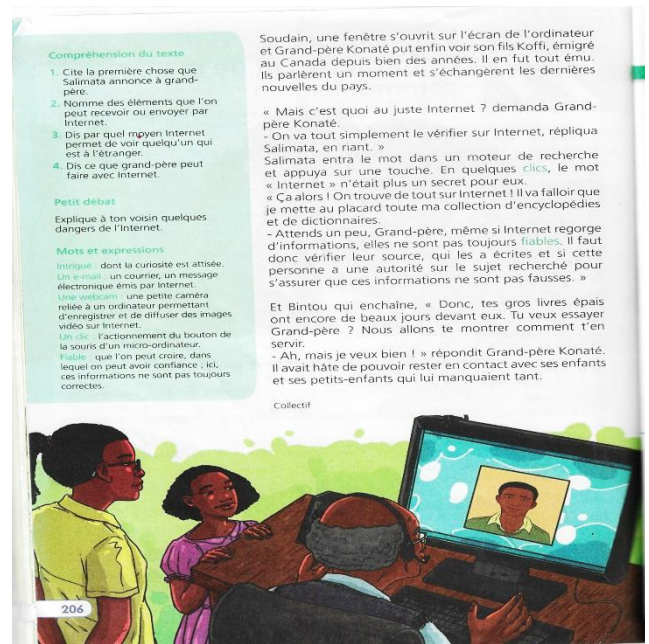 Compréhension du texte
1. Cite la première chose que
Salimata annonce à grand-
père.
2. Nomme des éléments que l'on
peut recevoir ou envoyer par
Internet.
3. Dis par quel moyen Internet
permet de voir quelqu'un qui
est à l'étranger.
4. Dis ce que grand-père peut
faire avec Internet.
Petit débat
Explique à ton voisin quelques
dangers de l'Internet.
Mots et expressions
Intrigué : dont la curiosité est attisée.
Un e-mail : un courrier, un message
électronique émis par Internet.
Une webcam : une petite caméra
reliée à un ordinateur permettant
d'enregistrer et de diffuser des images
vidéo sur Internet.
Un clic : l'actionnement du bouton de
la souris d'un micro-ordinateur.
Fiable : que l'on peut croire, dans
lequel on peut avoir confiance ; ici,
ces informations ne sont pas toujours
correctes.
Soudain, une fenêtre s'ouvrit sur l'écran de l'ordinateur
et Grand-père Konaté put enfin voir son fils Koffi, émigré
au Canada depuis bien des années. Il en fut tout ému.
Ils parlèrent un moment et s'échangèrent les dernières
nouvelles du pays.
« Mais c'est quoi au juste Internet ? demanda Grand-
père Konaté.
- On va tout simplement le vérifier sur Internet, répliqua
Salimata, en riant. »
Salimata entra le mot dans un moteur de recherche
et appuya sur une touche. En quelques clics, le mot
« Internet » n'était plus un secret pour eux.
« Ça alors ! On trouve de tout sur Internet ! Il va falloir que
je mette au placard toute ma collection d'encyclopédies
et de dictionnaires.
- Attends un peu, Grand-père, même si Internet regorge
d'informations, elles ne sont pas toujours fiables. Il faut
donc vérifier leur source, qui les a écrites et si cette
personne a une autorité sur le sujet recherché pour
s'assurer que ces informations ne sont pas fausses. »
Et Bintou qui enchaîne, « Donc, tes gros livres épais
ont encore de beaux jours devant eux. Tu veux essayer
Grand-père ? Nous allons te montrer comment t'en
servir.
- Ah, mais je veux bien ! » répondit Grand-père Konaté.
Il avait hâte de pouvoir rester en contact avec ses enfants
et ses petits-enfants qui lui manquaient tant.
Collectif
206